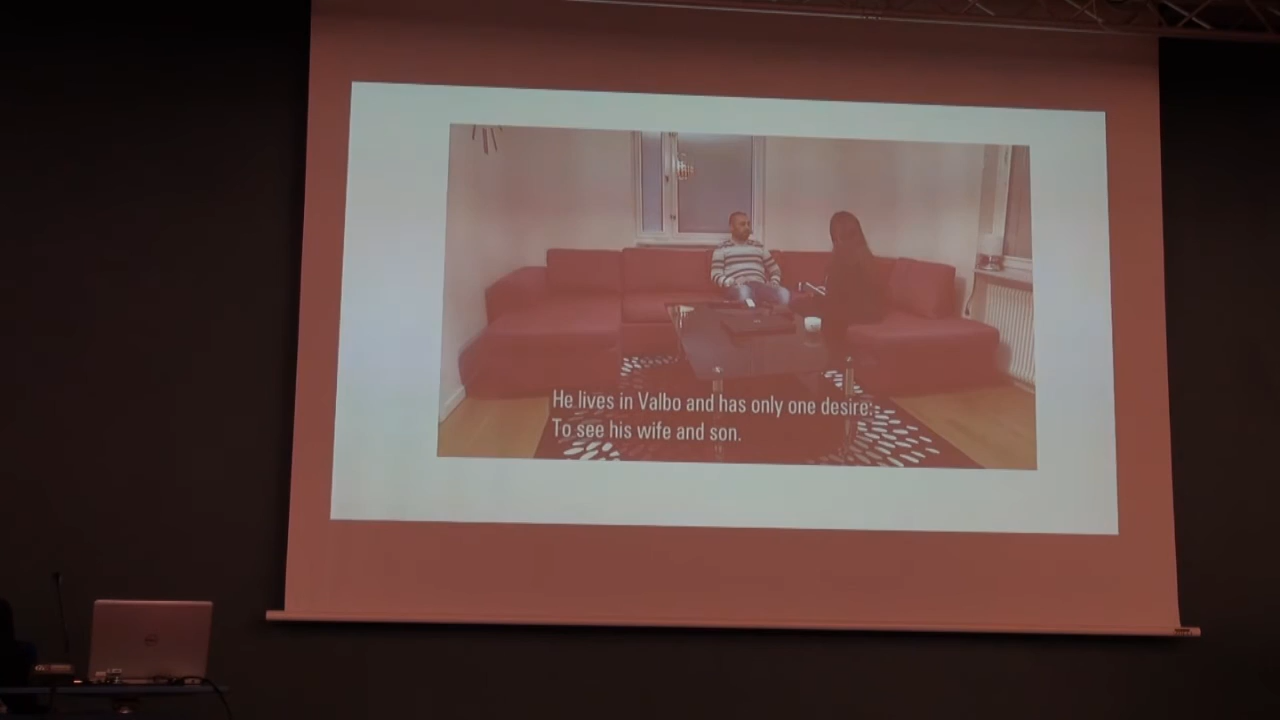 He lives in Valbo and has only one desire:
To see his wife and son.